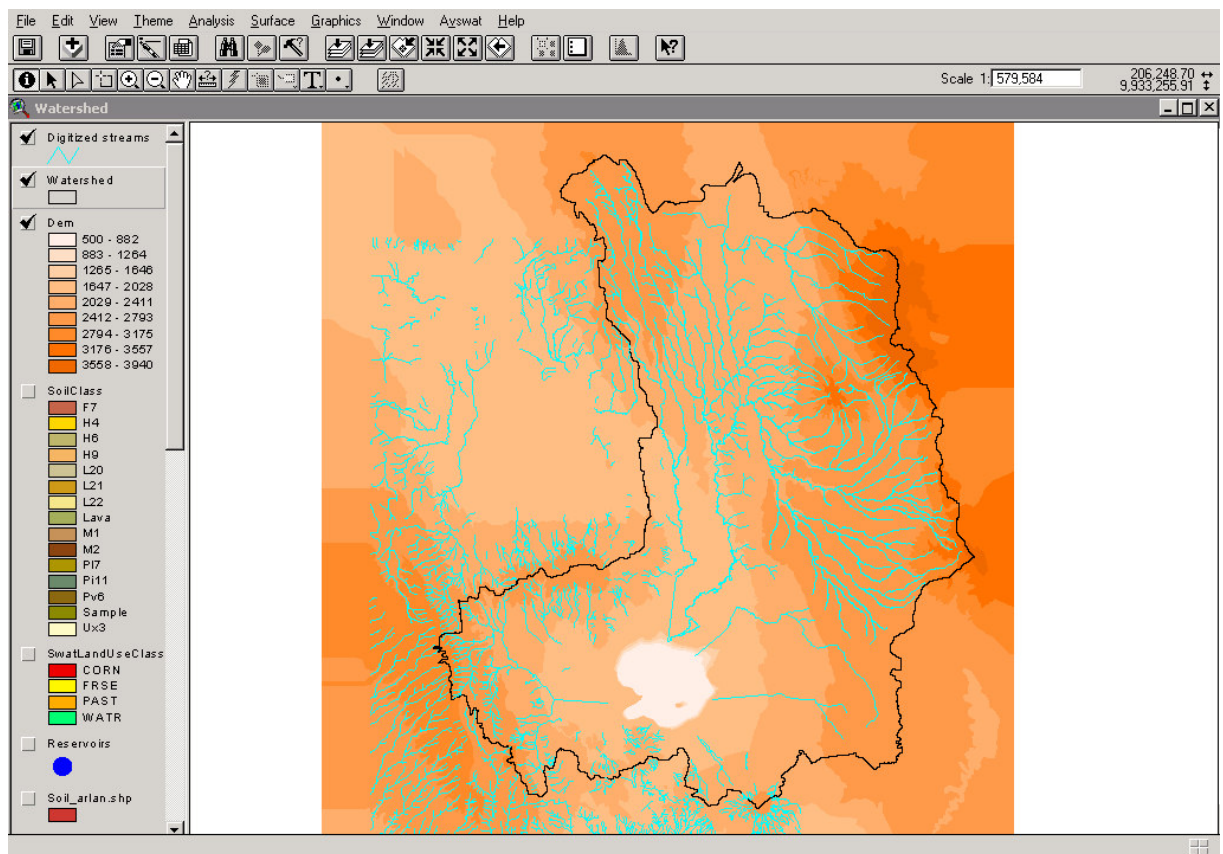 File Edit View Theme Analysis Surface Graphics Window Avswat Help
Scale 1: 579,584
206,248.70
9,933,255.91
Watershed
Digitized streams
Watershed
Dem
500 - 882
883 - 1264
1265 - 1646
1647 - 2028
2029 - 2411
2412 - 2793
2794 - 3175
3176 - 3557
3558 - 3940
SoilClass
F7
H4
H6
H9
L20
L21
L22
Lava
M1
M2
Pl7
Pi11
Pv6
Sample
Ux3
SwatLandUseClass
CORN
FRSE
PAST
WATR
Reservoirs
Soil_arlan.shp